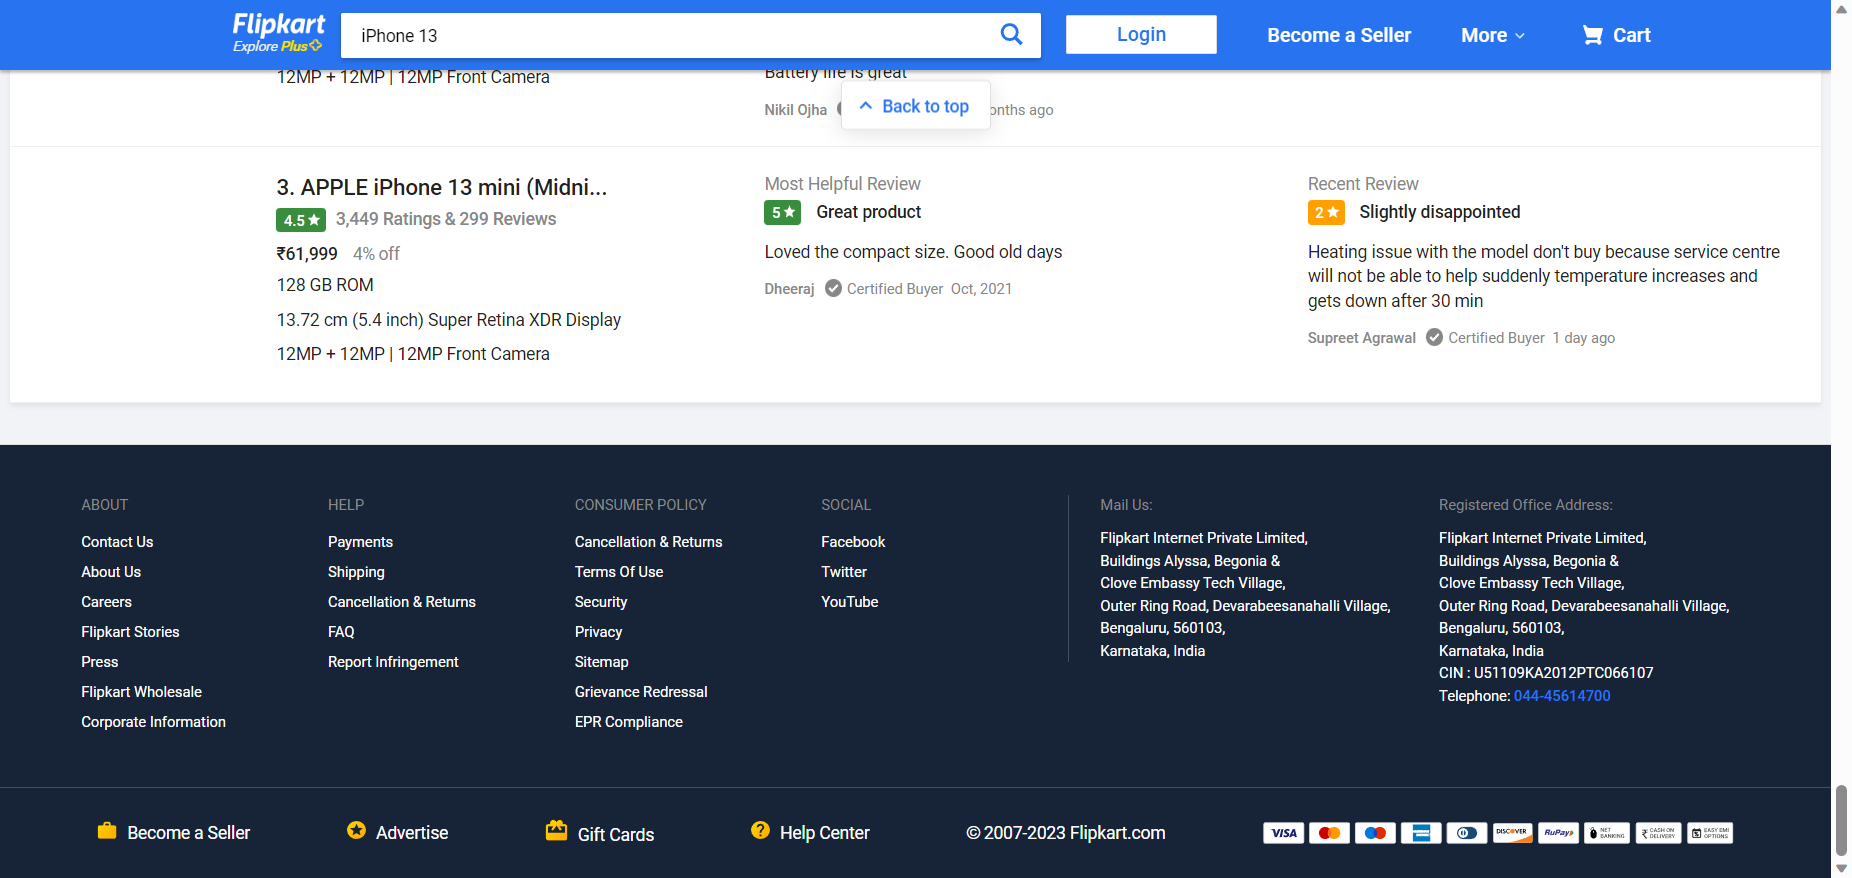 Flipkart
Explore Plus
iPhone 13
Login
Become a Seller
More
Cart
12MP + 12MP | 12MP Front Camera
Battery life is great
Nikil Ojha
onths ago
Back to top
3. APPLE iPhone 13 mini (Midni...
4.5
3,449 Ratings & 299 Reviews
₹61,999 4% off
128 GB ROM
13.72 cm (5.4 inch) Super Retina XDR Display
12MP + 12MP | 12MP Front Camera
Most Helpful Review
5
Great product
Loved the compact size. Good old days
Dheeraj Certified Buyer Oct, 2021
Recent Review
2
Slightly disappointed
Heating issue with the model don't buy because service centre
will not be able to help suddenly temperature increases and
gets down after 30 min
Supreet Agrawal Certified Buyer 1 day ago
ABOUT
Contact Us
About Us
Careers
Flipkart Stories
Press
Flipkart Wholesale
Corporate Information
HELP
Payments
Shipping
Cancellation & Returns
FAQ
Report Infringement
CONSUMER POLICY
Cancellation & Returns
Terms Of Use
Security
Privacy
Sitemap
Grievance Redressal
EPR Compliance
SOCIAL
Facebook
Twitter
YouTube
Mail Us:
Flipkart Internet Private Limited,
Buildings Alyssa, Begonia &
Clove Embassy Tech Village,
Outer Ring Road, Devarabeesanahalli Village,
Bengaluru, 560103,
Karnataka, India
Registered Office Address:
Flipkart Internet Private Limited,
Buildings Alyssa, Begonia &
Clove Embassy Tech Village,
Outer Ring Road, Devarabeesanahalli Village,
Bengaluru, 560103,
Karnataka, India
CIN : U51109KA2012PTC066107
Telephone: 044-45614700
Become a Seller
Advertise
Gift Cards
Help Center
© 2007-2023 Flipkart.com
VISA
DISCOVER
RuPay
NET
BANKING
CASH ON
DELIVERY
EASY EMI
OPTIONS